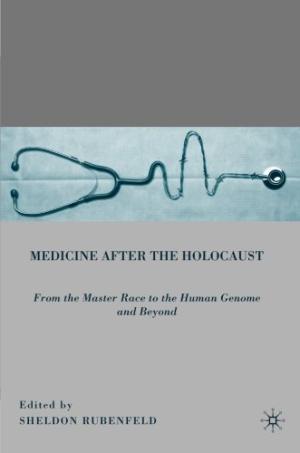 MEDICINE AFTER THE HOLOCAUST
From the Master Race to the Human Genome
and Beyond
Edited by
SHELDON RUBENFELD